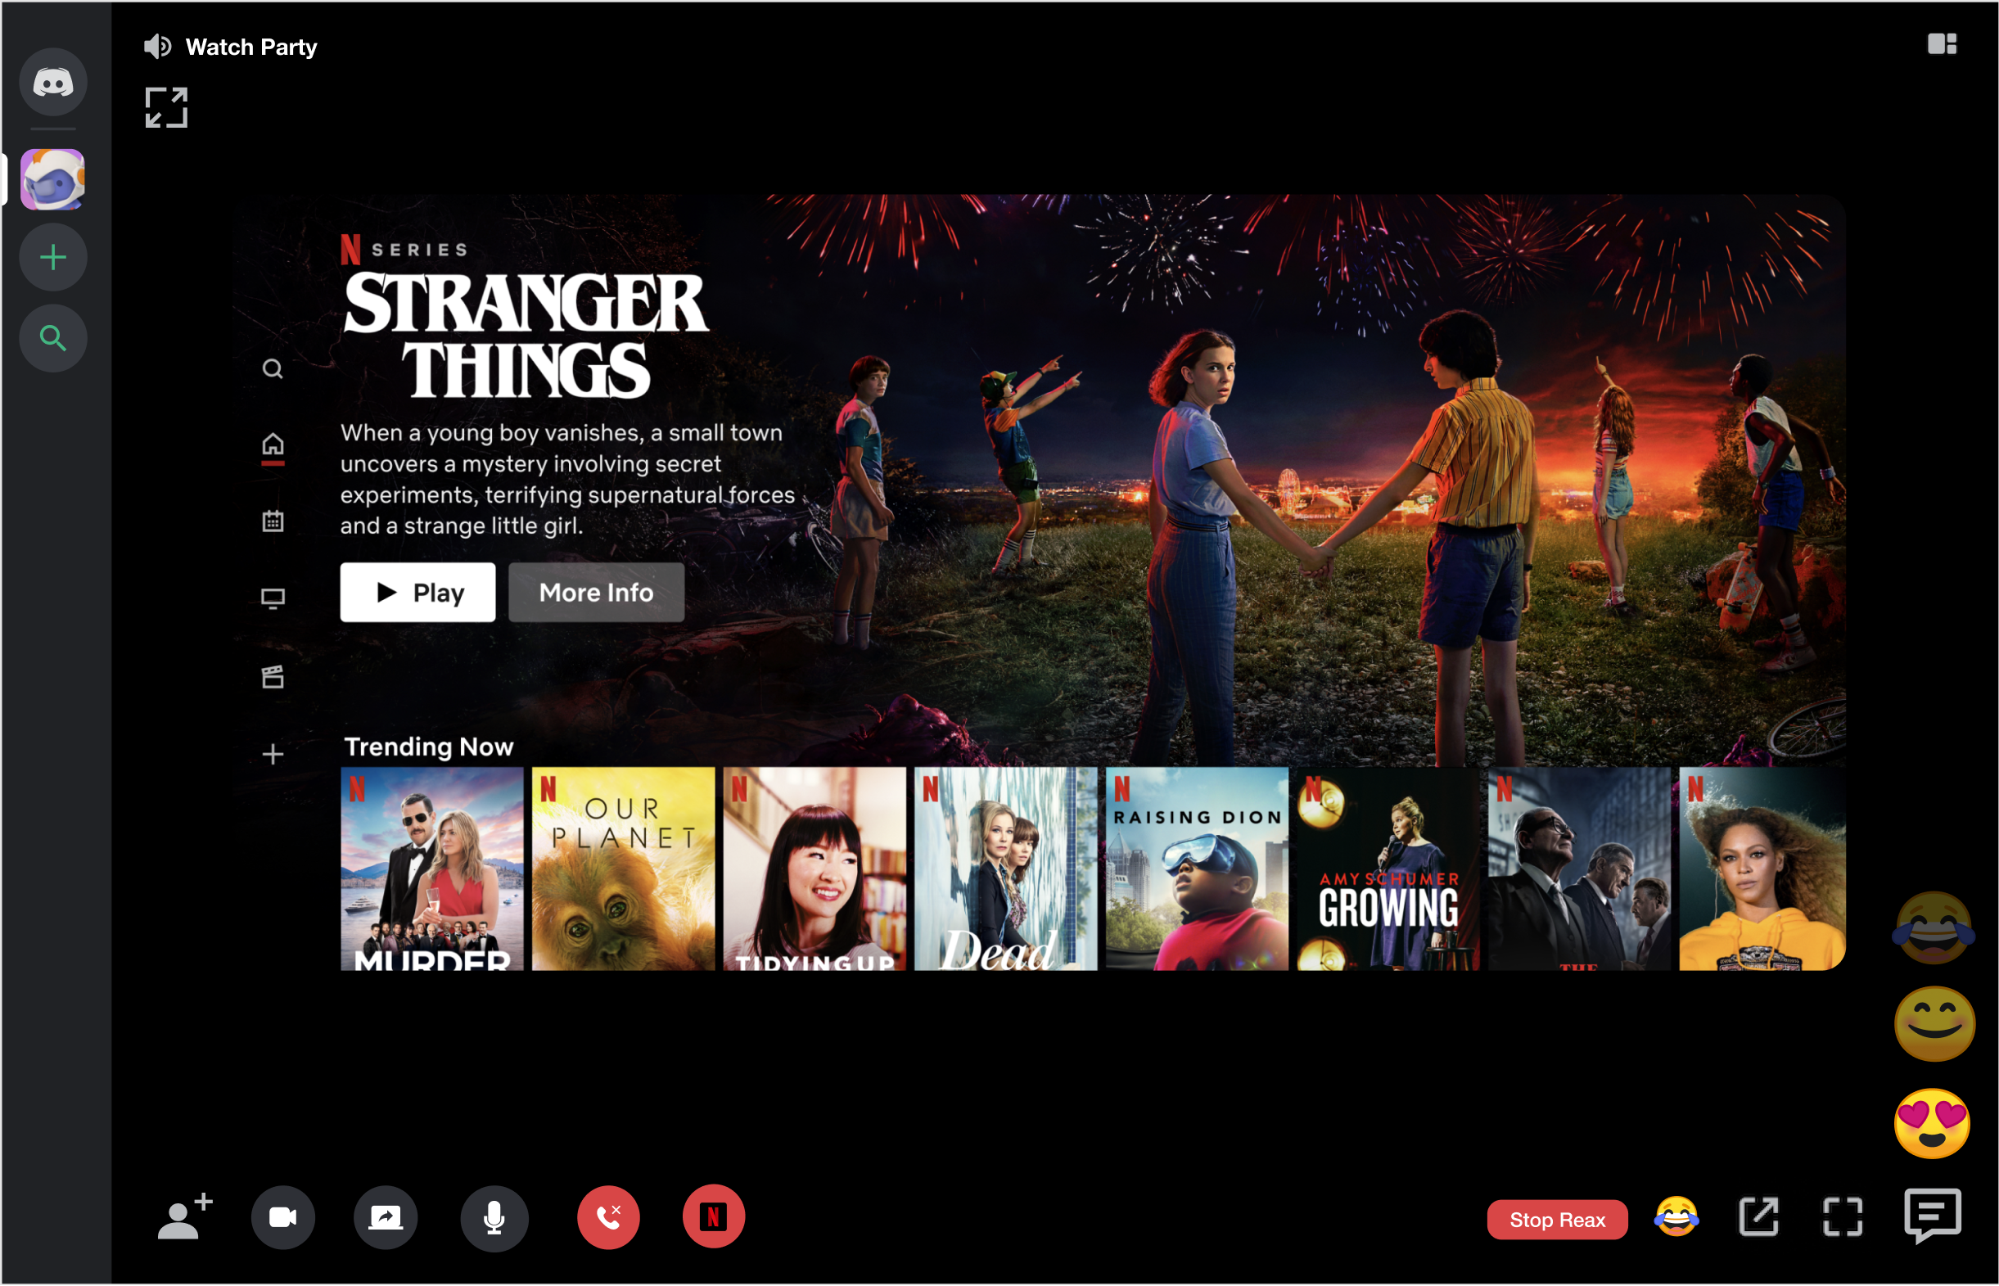 Watch Party
N SERIES
STRANGER
THINGS
When a young boy vanishes, a small town
uncovers a mystery involving secret
experiments, terrifying supernatural forces
and a strange little girl.
Play
More Info
Trending Now
N
MURDER
N
OUR
PLANET
N
TIDYING UP
N
Dead
N
RAISING DION
N
AMY SCHUMER
GROWING
N
THE
N
N
Stop Reax